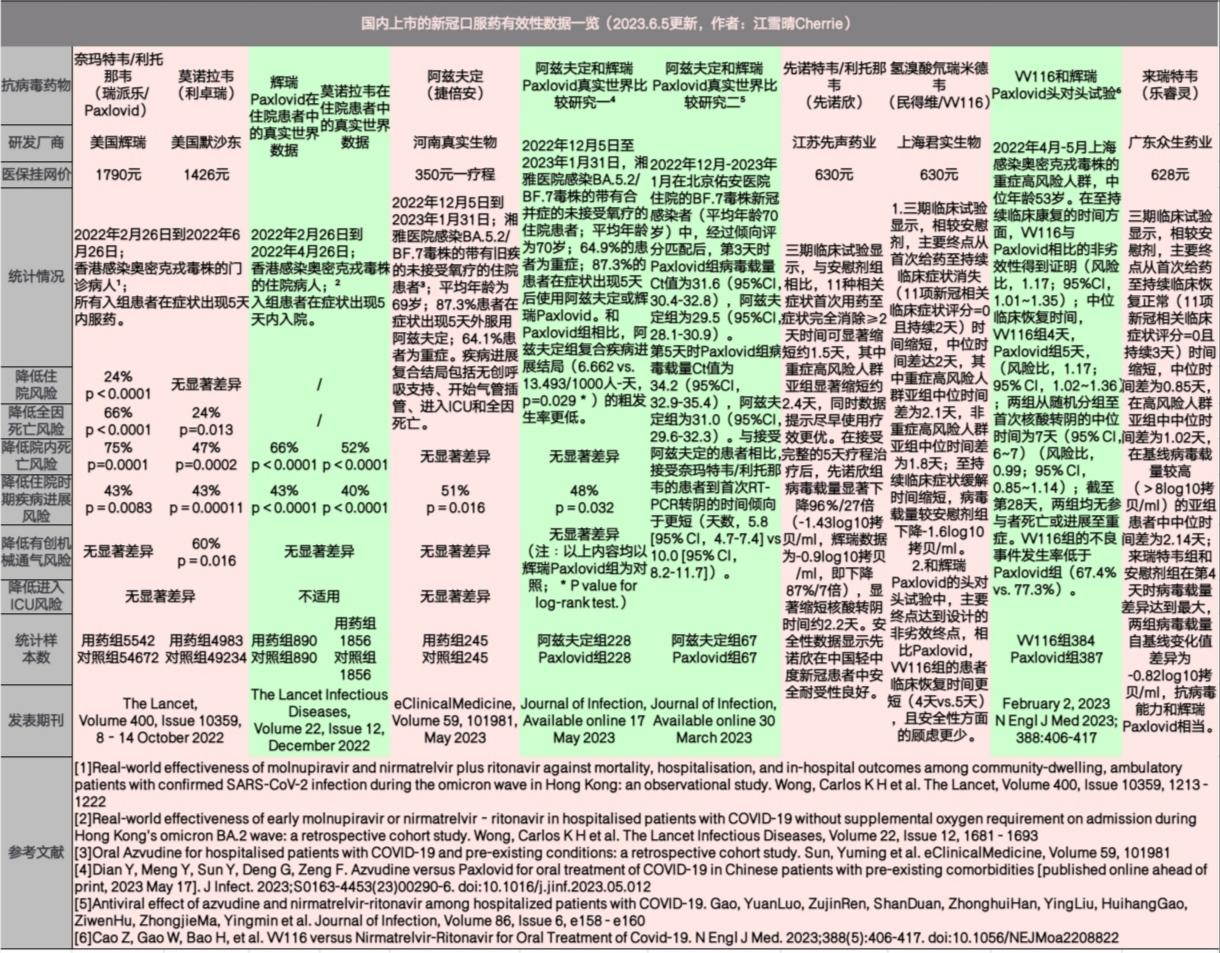 国内上市的新冠口服药有效性数据一览（2023.6.5更新，作者：江雪晴Cherrie）
抗病毒药物
奈玛特韦/利托
那韦
（瑞派乐/
Paxlovid）
莫诺拉韦
（利卓瑞）
辉瑞
Paxlovid在
住院患者中
的真实世界
数据
莫诺拉韦在
住院患者中
的真实世界
数据
阿兹夫定
（捷倍安）
阿兹夫定和辉瑞
Paxlovid真实世界比
较研究一⁴
阿兹夫定和辉瑞
Paxlovid真实世界比
较研究二⁵
先诺特韦/利托那
韦
（先诺欣）
氢溴酸氘瑞米德
韦
（民得维/VV116）
VV116和辉瑞
Paxlovid头对头试验⁶
来瑞特韦
（乐睿灵）
研发厂商
美国辉瑞
美国默沙东
河南真实生物
江苏先声药业
上海君实生物
广东众生药业
医保挂网价
1790元
1426元
350元一疗程
630元
630元
628元
统计情况
2022年2月26日到2022年6
月26日；
香港感染奥密克戎毒株的门
诊病人；¹
所有入组患者在症状出现5天
内服药。
2022年2月26日到
2022年4月26日；
香港感染奥密克戎毒株
的住院病人；²
入组患者在症状出现5
天内入院。
2022年12月5日到
2023年1月31日；湘
雅医院感染BA.5.2/
BF.7毒株的带有旧疾
的未接受氧疗的住院
患者³；平均年龄为
69岁；87.3%患者在
症状出现5天外服用
阿兹夫定；64.1%患
者为重症。疾病进展
复合结局包括无创呼
吸支持、开始气管插
管、进入ICU和全因
死亡。
2022年12月5日至
2023年1月31日，湘
雅医院感染BA.5.2/
BF.7毒株的带有合
并症的未接受氧疗的
住院患者；平均年龄
为70岁；64.9%的患
者为重症；87.3%的
患者在症状出现5天
后使用阿兹夫定或辉
瑞Paxlovid。和
Paxlovid组相比，阿
兹夫定组复合疾病进
展结局（6.662 vs.
13.493/1000人-天，
p=0.029 * ）的粗发
生率更低。
2022年12月-2023年
1月在北京佑安医院
住院的BF.7毒株新冠
感染者（平均年龄70
岁）中，经过倾向评
分匹配后，第3天时
Paxlovid组病毒载量
Ct值为31.6（95%CI,
30.4-32.8），阿兹夫
定组为29.5（95%CI,
28.1-30.9）。
第5天时Paxlovid组病
毒载量Ct值为
34.2（95%CI,
32.9-35.4），阿兹夫
定组为31.0（95%CI,
29.6-32.3）。与接受
阿兹夫定的患者相比，
接受奈玛特韦/利托那
韦的患者到首次RT-
PCR转阴的时间倾向
于更短（天数，5.8
[95% CI，4.7-7.4] vs
10.0 [95% CI，
8.2-11.7]）。
三期临床试验显
示，与安慰剂组
相比，11种相关
症状首次用药至
症状完全消除≥2
天时间可显著缩
短约1.5天，其中
重症高风险人群
亚组显著缩短约
2.4天，同时数据
提示尽早使用疗
效更优。在接受
完整的5天疗程治
疗后，先诺欣组
病毒载量显著下
降96%/27倍
（-1.43log10拷
贝/ml，辉瑞数据
为-0.9log10拷贝
/ml，即下降
87%/7倍），显
著缩短核酸转阴
时间约2.2天。安
全性数据显示先
诺欣在中国轻中
度新冠患者中安
全耐受性良好。
1.三期临床试验
显示，相较安慰
剂，主要终点从
首次给药至持续
临床症状消失
（11项新冠相关
临床症状评分=0
且持续2天）时
间缩短，中位时
间差达2天，其
中重症高风险人
群亚组中位时间
差为2.1天，非
重症高风险人群
亚组中位时间差
为1.8天；至持
续临床症状缓解
时间缩短，病毒
载量较安慰剂组
下降-1.6log10
拷贝/ml。
2.和辉瑞
Paxlovid的头对
头试验中，主要
终点达到设计的
非劣效终点，相
比Paxlovid，
VV116组的患者
临床恢复时间更
短（4天vs.5天）
，且安全性方面
的顾虑更少。
2022年4月-5月上海
感染奥密克戎毒株的
重症高风险人群，中
位年龄53岁。在至持
续临床康复的时间方
面，VV116与
Paxlovid相比的非劣
效性得到证明（风险
比，1.17；95%CI，
1.01~1.35）；中位
临床恢复时间，
VV116组4天，
Paxlovid组5天，
（风险比，1.17；
95% CI，1.02~1.36）
；两组从随机分组至
首次核酸转阴的中位
时间为7天（95% CI，
6~7）（风险比，
0.99；95% CI，
0.85~1.14）；截至
第28天，两组均无参
与者死亡或进展至重
症。VV116组的不良
事件发生率低于
Paxlovid组（67.4%
vs. 77.3%）。
三期临床试验
显示，相较安
慰剂，主要终
点从首次给药
至持续临床恢
复正常（11项
新冠相关临床
症状评分=0且
持续3天）时间
缩短，中位时
间差为0.85天，
在高风险人群
亚组中中位时
间差为1.02天，
在基线病毒载
量较高
（>8log10拷
贝/ml）的亚组
患者中中位时
间差为2.14天；
来瑞特韦组和
安慰剂组在第4
天时病毒载量
差异达到最大，
两组病毒载量
自基线变化值
差异为
-0.82log10拷
贝/ml，抗病毒
能力和辉瑞
Paxlovid相当。
降低住
院风险
24%
p<0.0001
无显著差异
/
降低全因
死亡风险
66%
p<0.0001
24%
p=0.013
/
降低院内死
亡风险
75%
p=0.0001
47%
p=0.0002
66%
p<0.0001
52%
p<0.0001
无显著差异
无显著差异
降低住院时
期疾病进展
风险
43%
p=0.0083
43%
p=0.00011
43%
p<0.0001
40%
p<0.0001
51%
p=0.016
48%
p=0.032
降低有创机
械通气风险
无显著差异
60%
p=0.016
无显著差异
无显著差异
无显著差异
（注：以上内容均以
辉瑞Paxlovid组为对
照；* P value for
log-rank test.）
降低进入
ICU风险
无显著差异
不适用
无显著差异
统计样
本数
用药组5542
对照组54672
用药组4983
对照组49234
用药组890
对照组890
用药组
1856
对照组
1856
用药组245
对照组245
阿兹夫定组228
Paxlovid组228
阿兹夫定组67
Paxlovid组67
VV116组384
Paxlovid组387
发表期刊
The Lancet,
Volume 400, Issue 10359,
8 - 14 October 2022
The Lancet Infectious
Diseases,
Volume 22, Issue 12,
December 2022
eClinicalMedicine,
Volume 59, 101981,
May 2023
Journal of Infection,
Available online 17
May 2023
Journal of Infection,
Available online 30
March 2023
February 2, 2023
N Engl J Med 2023;
388:406-417
参考文献
[1]Real-world effectiveness of molnupiravir and nirmatrelvir plus ritonavir against mortality, hospitalisation, and in-hospital outcomes among community-dwelling, ambulatory
patients with confirmed SARS-CoV-2 infection during the omicron wave in Hong Kong: an observational study. Wong, Carlos K H et al. The Lancet, Volume 400, Issue 10359, 1213 -
1222
[2]Real-world effectiveness of early molnupiravir or nirmatrelvir - ritonavir in hospitalised patients with COVID-19 without supplemental oxygen requirement on admission during
Hong Kong's omicron BA.2 wave: a retrospective cohort study. Wong, Carlos K H et al. The Lancet Infectious Diseases, Volume 22, Issue 12, 1681 - 1693
[3]Oral Azvudine for hospitalised patients with COVID-19 and pre-existing conditions: a retrospective cohort study. Sun, Yuming et al. eClinicalMedicine, Volume 59, 101981
[4]Dian Y, Meng Y, Sun Y, Deng G, Zeng F. Azvudine versus Paxlovid for oral treatment of COVID-19 in Chinese patients with pre-existing comorbidities [published online ahead of
print, 2023 May 17]. J Infect. 2023;S0163-4453(23)00290-6. doi:10.1016/j.jinf.2023.05.012
[5]Antiviral effect of azvudine and nirmatrelvir-ritonavir among hospitalized patients with COVID-19. Gao, YuanLuo, ZujinRen, ShanDuan, ZhonghuiHan, YingLiu, HuihangGao,
ZiwenHu, ZhongjieMa, Yingmin et al. Journal of Infection, Volume 86, Issue 6, e158 - e160
[6]Cao Z, Gao W, Bao H, et al. VV116 versus Nirmatrelvir-Ritonavir for Oral Treatment of Covid-19. N Engl J Med. 2023;388(5):406-417. doi:10.1056/NEJMoa2208822